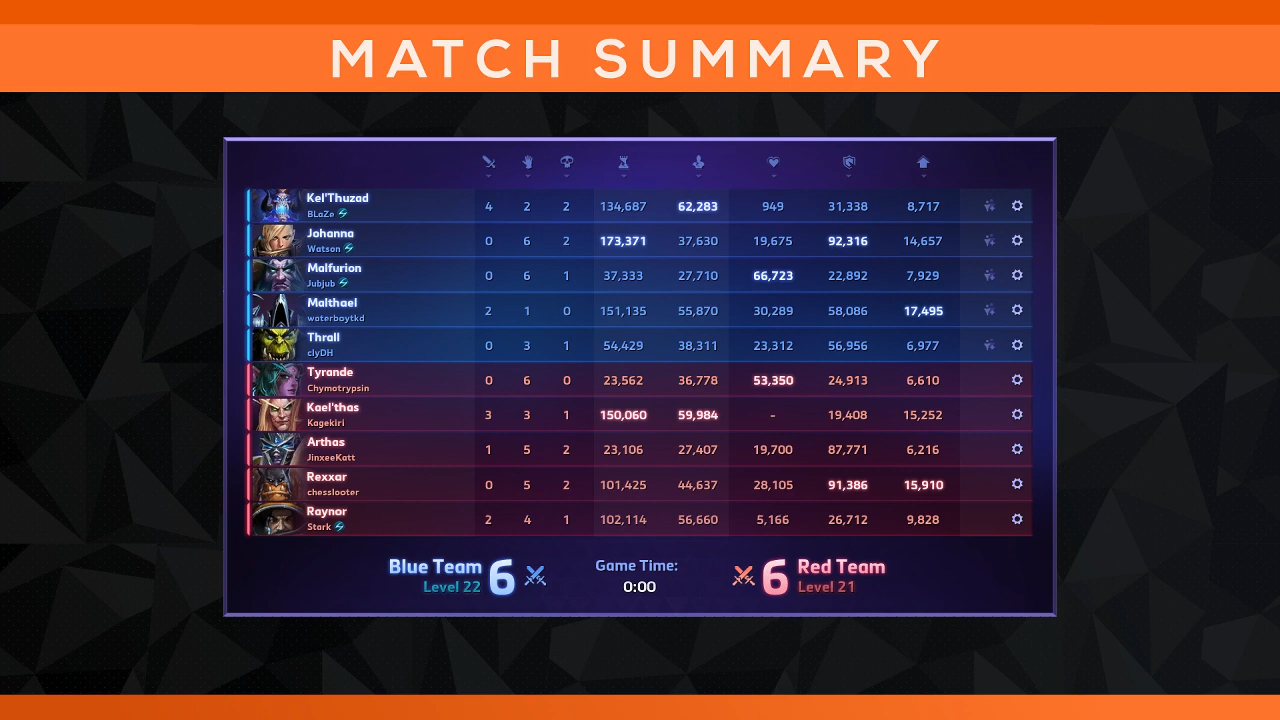 MATCH SUMMARY
Kel'Thuzad
BLaZe
4 2 2 134,687 62,283 949 31,338 8,717
Johanna
Watson
0 6 2 173,371 37,630 19,675 92,316 14,657
Malfurion
Jubjub
0 6 1 37,333 27,710 66,723 22,892 7,929
Malthael
woterboytkd
2 1 0 151,135 55,870 30,289 58,086 17,495
Thrall
clyDH
0 3 1 54,429 38,311 23,312 56,956 6,977
Tyrande
Chymotrypsin
0 6 0 23,562 36,778 53,350 24,913 6,610
Kael'thas
Kagekiri
3 3 1 150,060 59,984 - 19,408 15,252
Arthas
JinxeeKatt
1 5 2 23,106 27,407 19,700 87,771 6,216
Rexxar
chesslooter
0 5 2 101,425 44,637 28,105 91,386 15,910
Raynor
Stark
2 4 1 102,114 56,660 5,166 26,712 9,828
Blue Team 6 Game Time: 6 Red Team
Level 22 0:00 Level 21